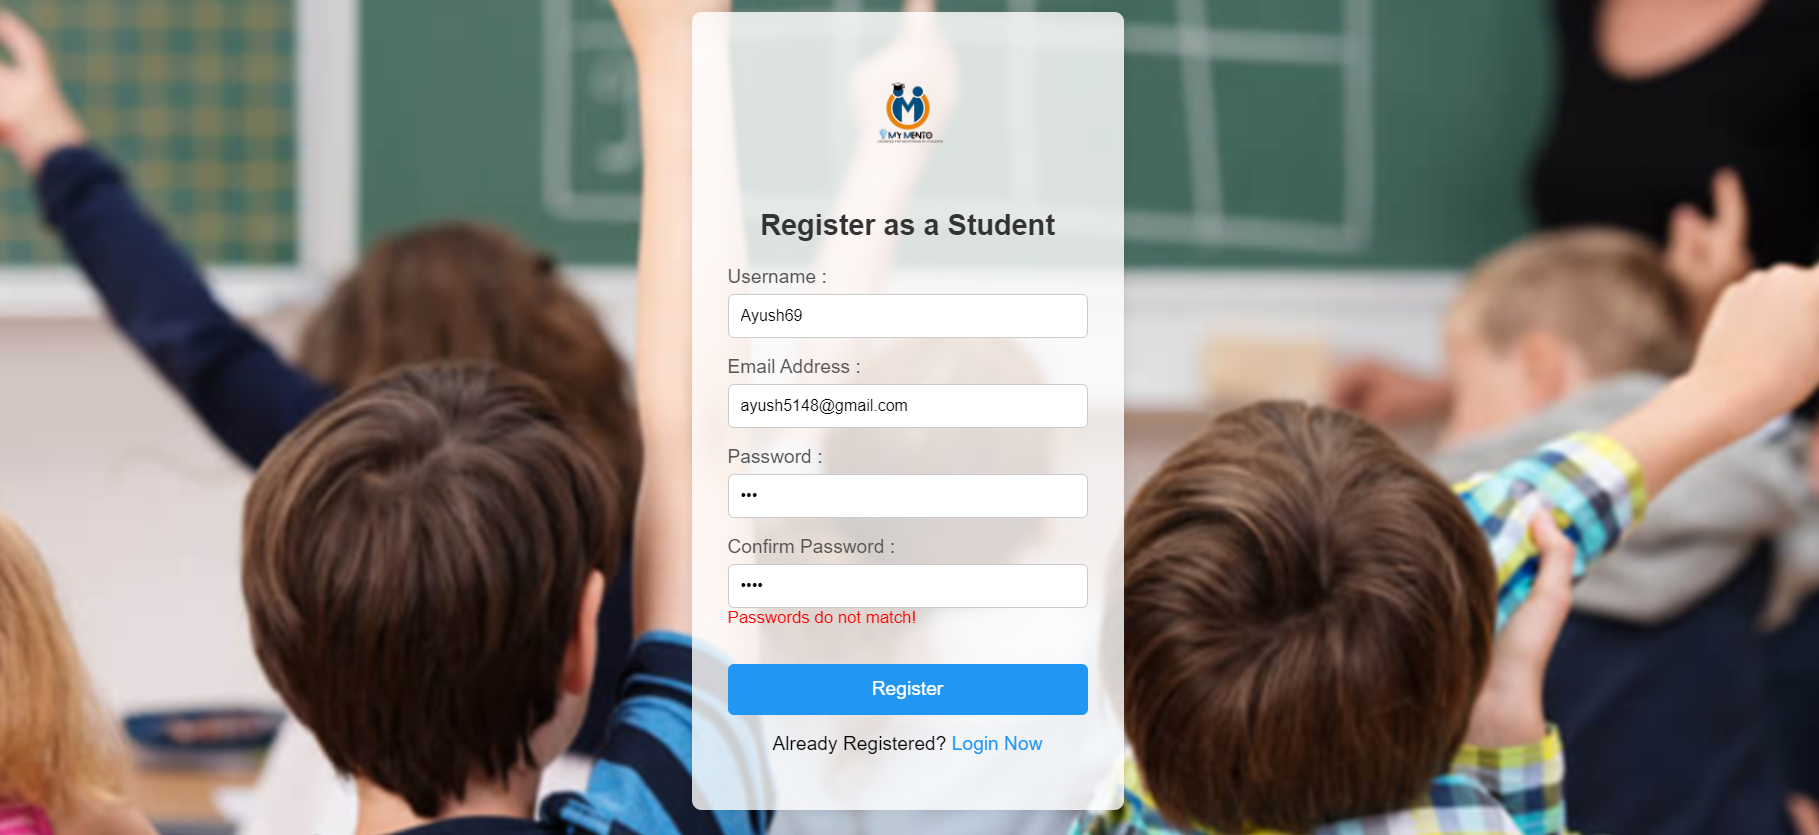 MY MENTO
Register as a Student
Username :
Ayush69
Email Address :
ayush5148@gmail.com
Password :
•••
Confirm Password :
••••
Passwords do not match!
Register
Already Registered? Login Now